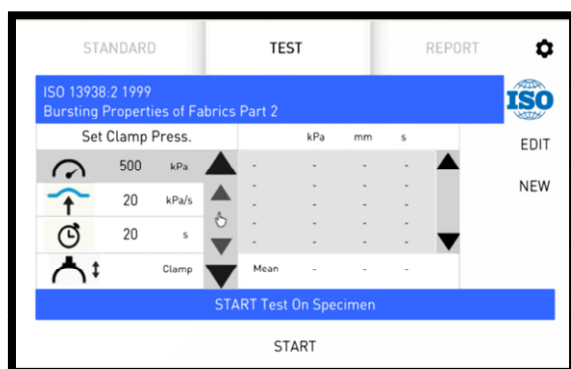 STANDARD TEST REPORT
ISO 13938:2 1999
Bursting Properties of Fabrics Part 2
ISO
Set Clamp Press. kPa mm s
EDIT
500 kPa - - - -
NEW
20 kPa/s - - - -
- - - -
20 s - - - -
- - - -
Clamp Mean - - -
START Test On Specimen
START